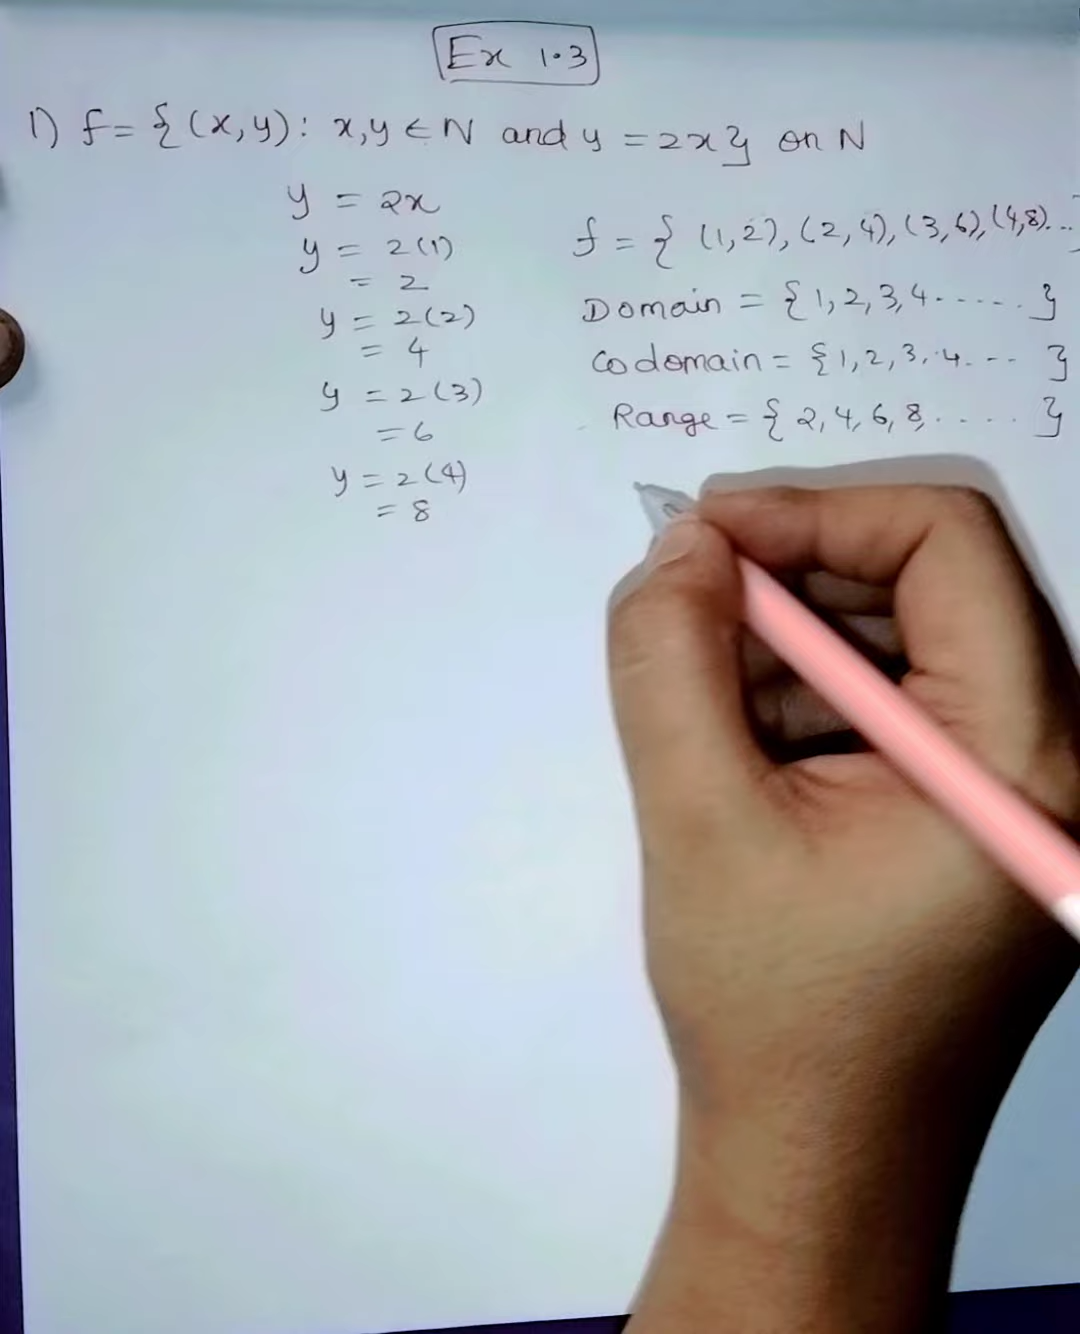 Ex 1.3
1) f = { (x,y) : x,y ∈ N and y = 2x } on N
y = 2x
y = 2(1)
= 2
y = 2(2)
= 4
y = 2(3)
= 6
y = 2(4)
= 8
f = { (1,2), (2,4), (3,6), (4,8)...}
Domain = { 1, 2, 3, 4 ...... }
Codomain = { 1, 2, 3, 4. -- }
Range = { 2, 4, 6, 8, ..... }